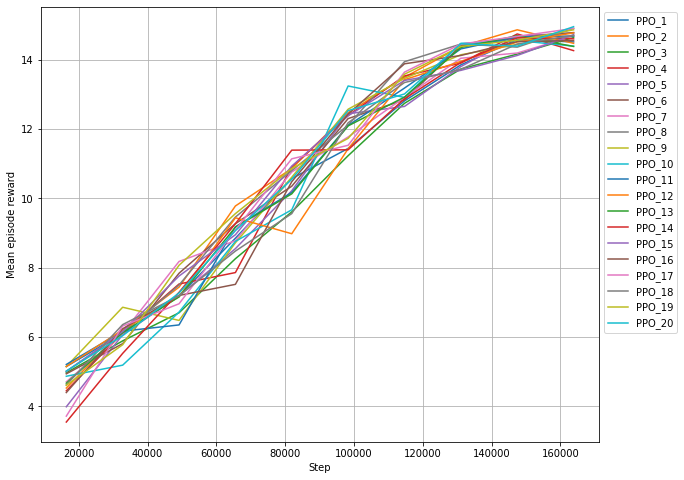 14
12
10
8
6
4
Mean episode reward
20000 40000 60000 80000 100000 120000 140000 160000
Step
PPO_1
PPO_2
PPO_3
PPO_4
PPO_5
PPO_6
PPO_7
PPO_8
PPO_9
PPO_10
PPO_11
PPO_12
PPO_13
PPO_14
PPO_15
PPO_16
PPO_17
PPO_18
PPO_19
PPO_20